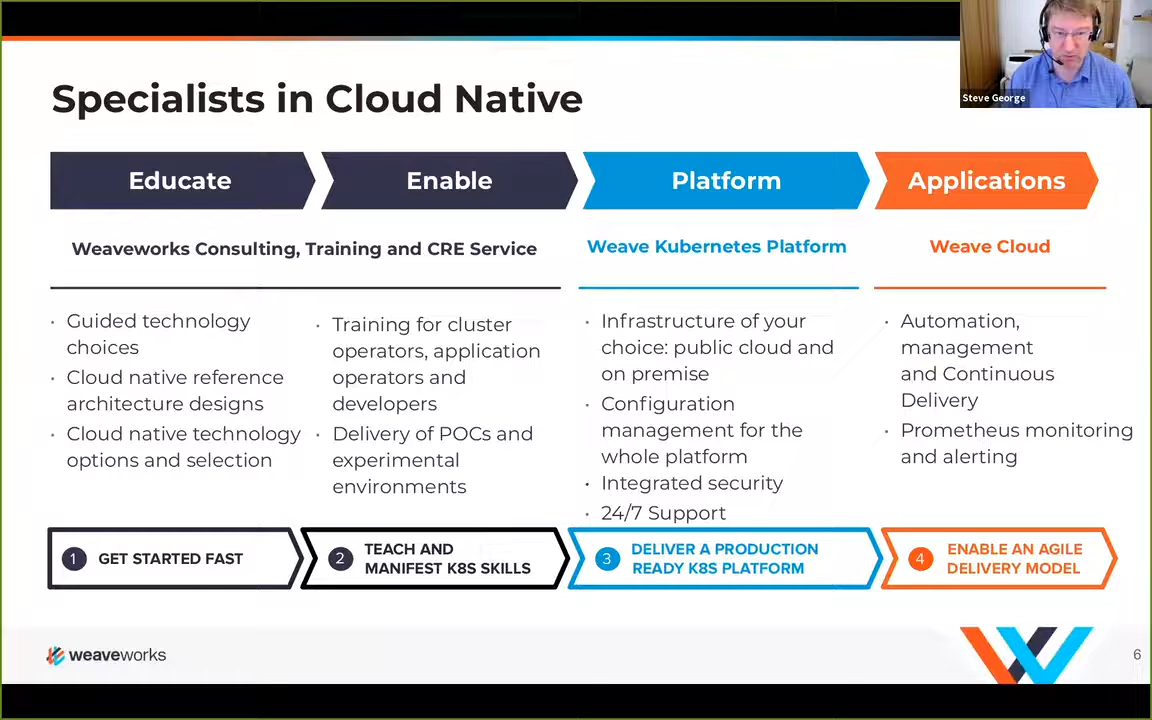 Steve George
Specialists in Cloud Native
Educate
Enable
Platform
Applications
Weaveworks Consulting, Training and CRE Service
Weave Kubernetes Platform
Weave Cloud
· Guided technology
choices
· Cloud native reference
architecture designs
· Cloud native technology
options and selection
· Training for cluster
operators, application
operators and
developers
· Delivery of POCs and
experimental
environments
· Infrastructure of your
choice: public cloud and
on premise
· Configuration
management for the
whole platform
· Integrated security
· 24/7 Support
· Automation,
management
and Continuous
Delivery
· Prometheus monitoring
and alerting
1 GET STARTED FAST
2 TEACH AND
MANIFEST K8S SKILLS
3 DELIVER A PRODUCTION
READY K8S PLATFORM
4 ENABLE AN AGILE
DELIVERY MODEL
weaveworks
6